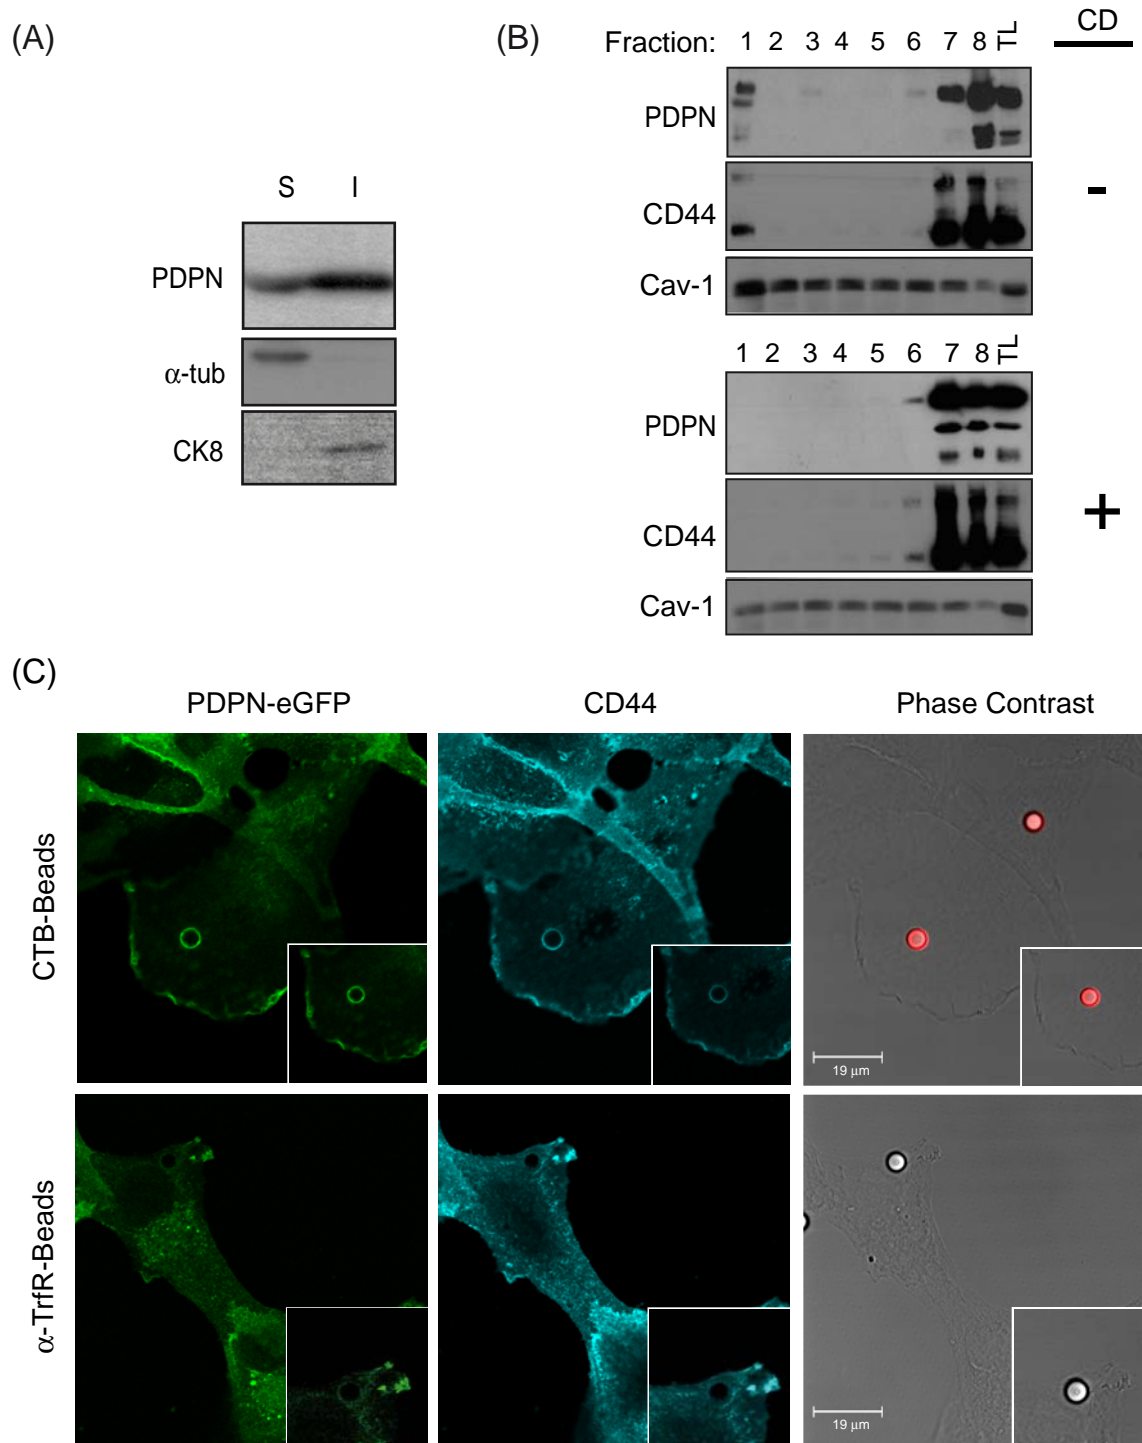 (A)
S I
PDPN
α-tub
CK8
(B)
Fraction: 1 2 3 4 5 6 7 8 TL CD
PDPN
CD44
-
Cav-1
1 2 3 4 5 6 7 8 TL
PDPN
CD44
+
Cav-1
(C)
PDPN-eGFP CD44 Phase Contrast
CTB-Beads
19 μm
α-TrfR-Beads
19 μm